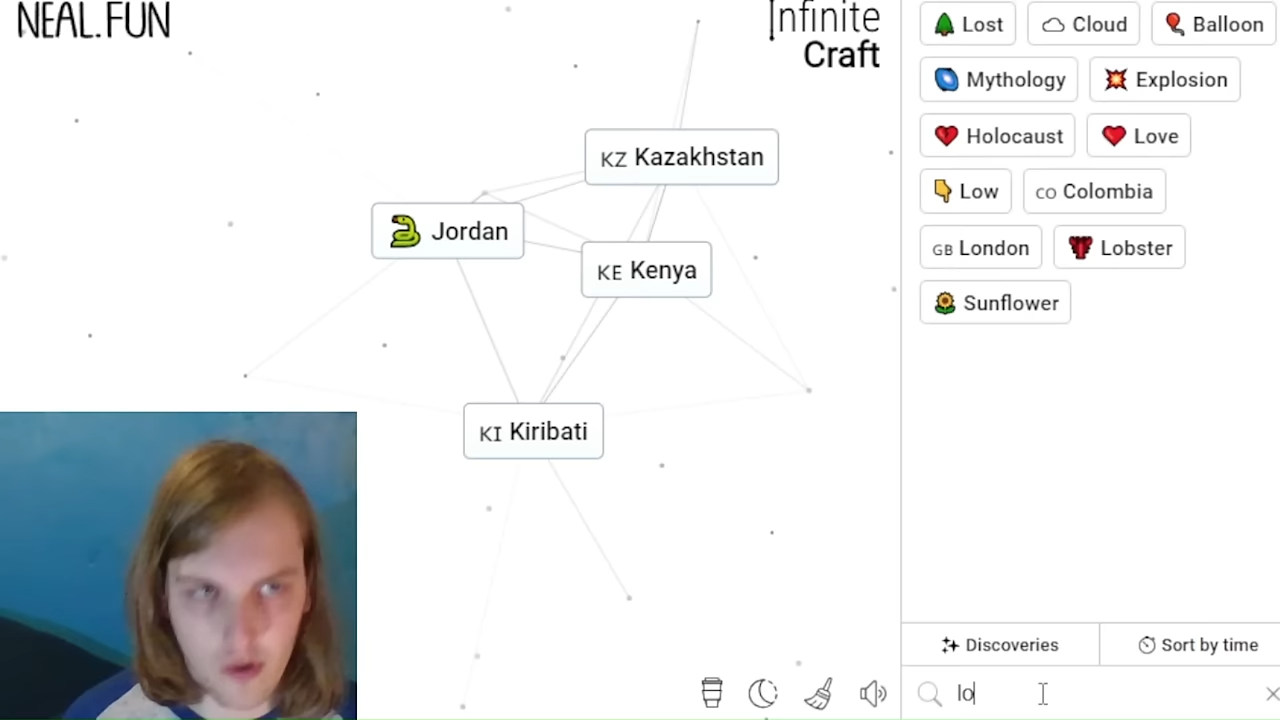 NEAL.FUN
Infinite
Craft
KZ Kazakhstan
Jordan
KE Kenya
KI Kiribati
Lost
Cloud
Balloon
Mythology
Explosion
Holocaust
Love
Low
CO Colombia
GB London
Lobster
Sunflower
Discoveries
Sort by time
lo